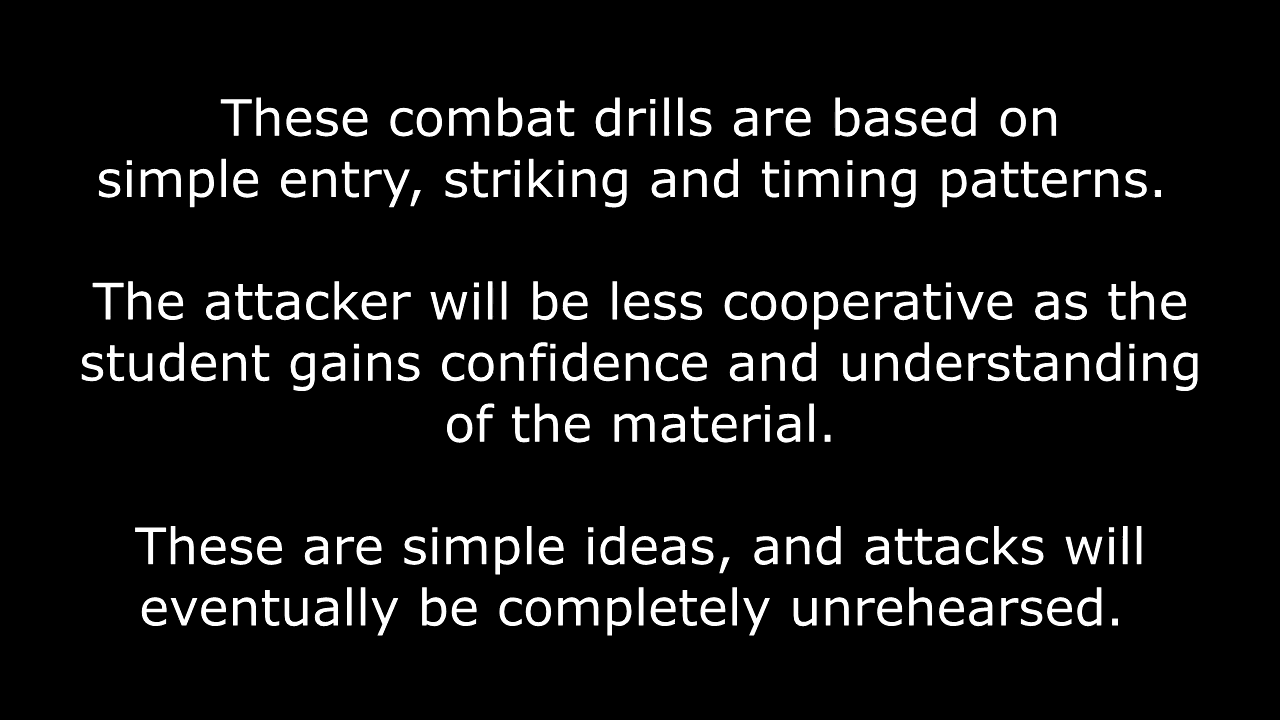 These combat drills are based on
simple entry, striking and timing patterns.
The attacker will be less cooperative as the
student gains confidence and understanding
of the material.
These are simple ideas, and attacks will
eventually be completely unrehearsed.